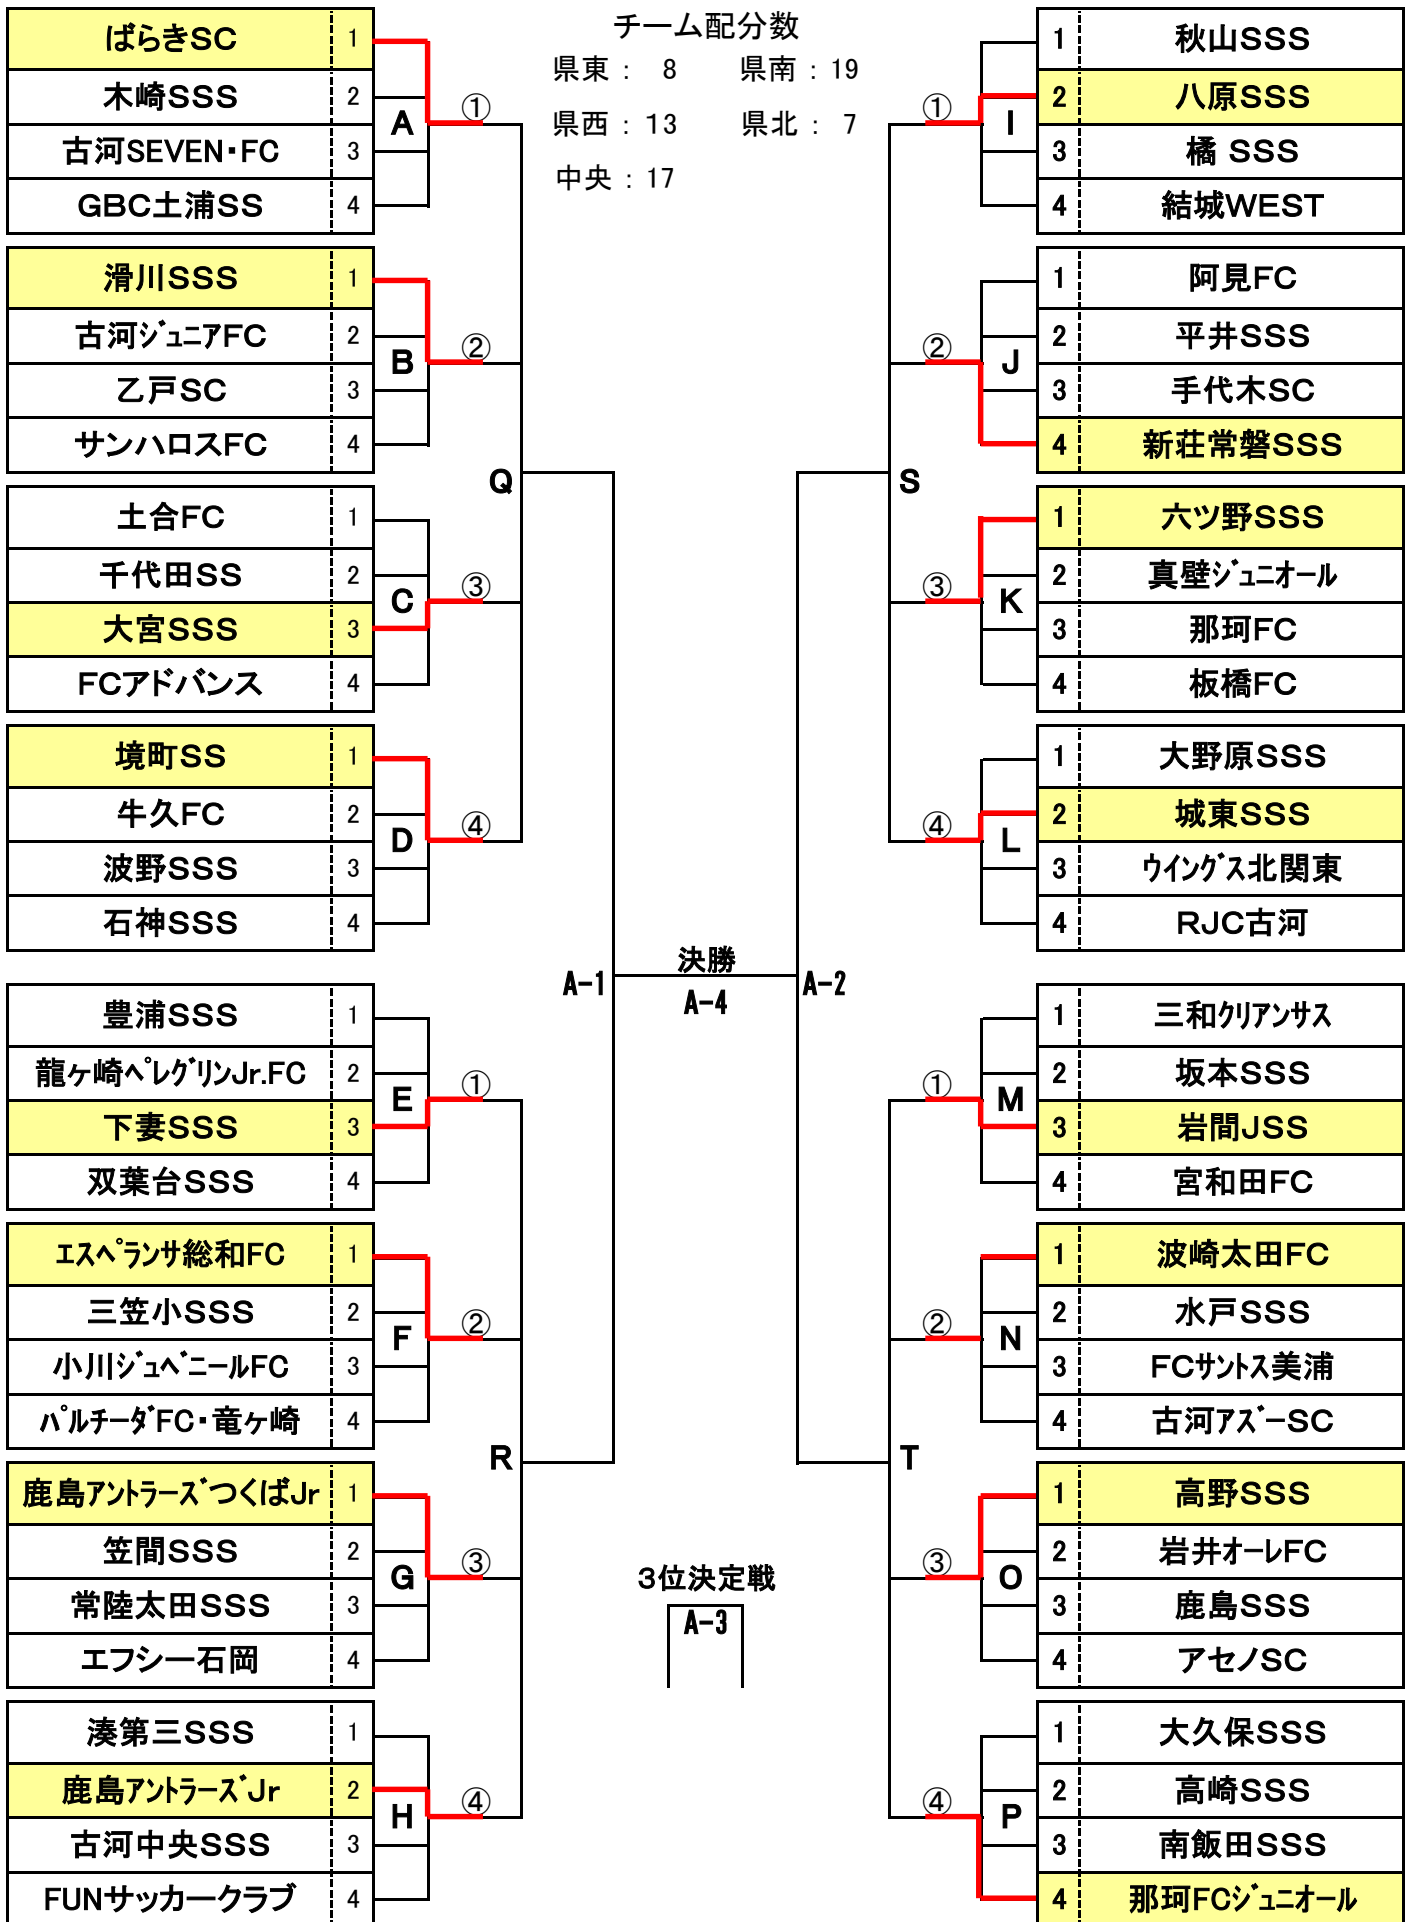 チーム配分数
県東： 8 県南：19
県西：13 県北： 7
中央：17
ばらきSC 1
木崎SSS 2
古河SEVEN・FC 3
GBC土浦SS 4
A ①
滑川SSS 1
古河ジュニアFC 2
乙戸SC 3
サンハロスFC 4
B ②
土合FC 1
千代田SS 2
大宮SSS 3
FCアドバンス 4
C ③
境町SS 1
牛久FC 2
波野SSS 3
石神SSS 4
D ④
Q
豊浦SSS 1
龍ヶ崎ペレグリンJr.FC 2
下妻SSS 3
双葉台SSS 4
E ①
エスペランサ総和FC 1
三笠小SSS 2
小川ジュベニールFC 3
パルチーダFC・竜ヶ崎 4
F ②
鹿島アントラーズつくばJr 1
笠間SSS 2
常陸太田SSS 3
エフシー石岡 4
G ③
湊第三SSS 1
鹿島アントラーズJr 2
古河中央SSS 3
FUNサッカークラブ 4
H ④
R
A-1
決勝
A-4
A-2
3位決定戦
A-3
1 秋山SSS
2 八原SSS
3 橘 SSS
4 結城WEST
① I
1 阿見FC
2 平井SSS
3 手代木SC
4 新荘常磐SSS
② J
1 六ツ野SSS
2 真壁ジュニオール
3 那珂FC
4 板橋FC
③ K
1 大野原SSS
2 城東SSS
3 ウイングス北関東
4 RJC古河
④ L
S
1 三和クリアンサス
2 坂本SSS
3 岩間JSS
4 宮和田FC
① M
1 波崎太田FC
2 水戸SSS
3 FCサントス美浦
4 古河アズーSC
② N
1 高野SSS
2 岩井オーレFC
3 鹿島SSS
4 アセノSC
③ O
1 大久保SSS
2 高崎SSS
3 南飯田SSS
4 那珂FCジュニオール
④ P
T